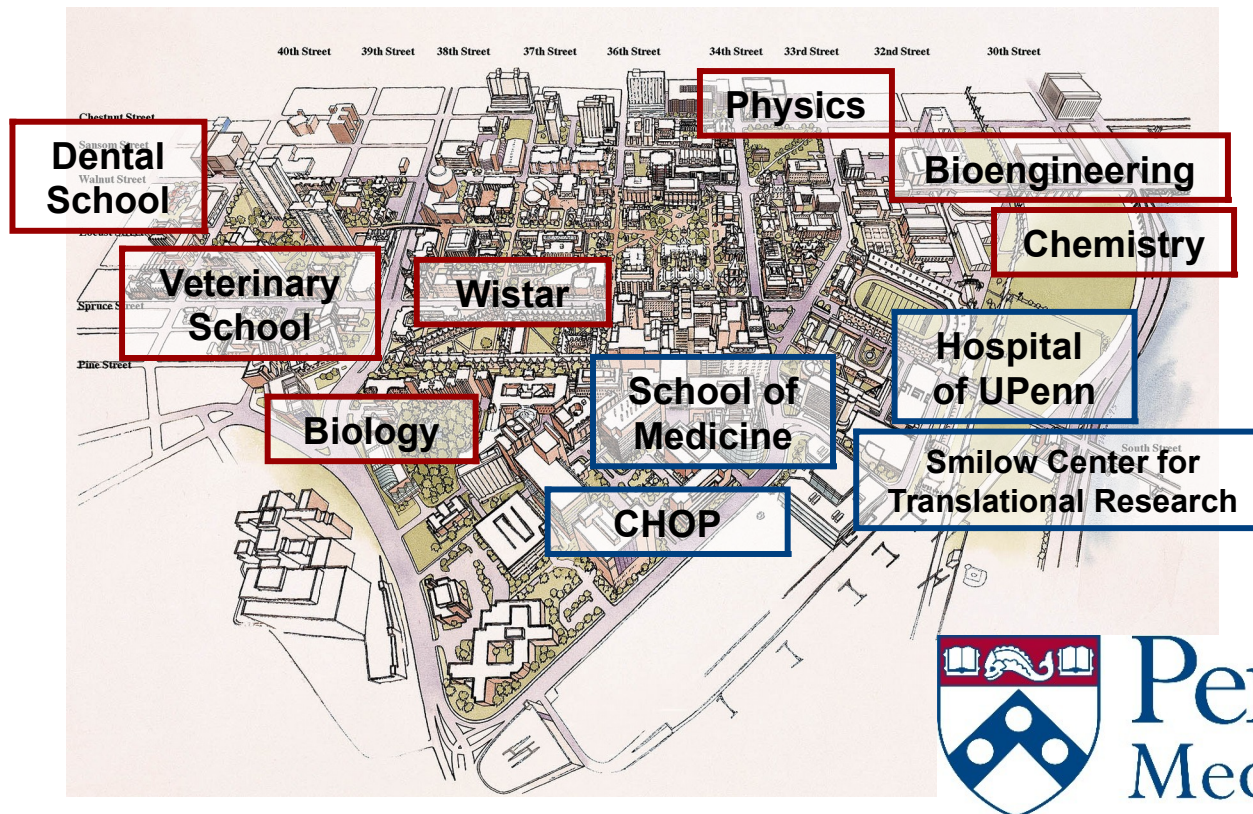 40th Street 39th Street 38th Street 37th Street 36th Street 34th Street 33rd Street 32nd Street 30th Street
Physics
Chestnut Street
Sansom Street
Dental
School
Walnut Street
Bioengineering
Chemistry
Veterinary
School
Wistar
Spruce Street
Hospital
of UPenn
Pine Street
School of
Medicine
Biology
South Street
Smilow Center for
Translational Research
CHOP